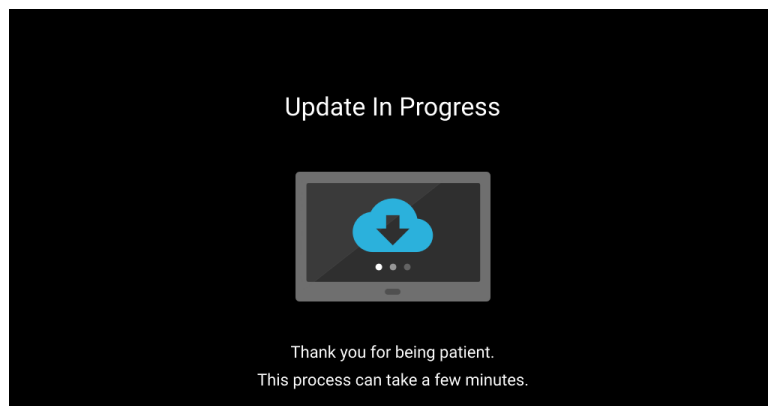 Update In Progress
Thank you for being patient.
This process can take a few minutes.